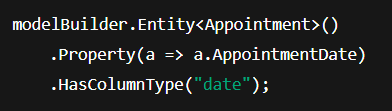 modelBuilder.Entity<Appointment>()
    .Property(a => a.AppointmentDate)
    .HasColumnType("date");